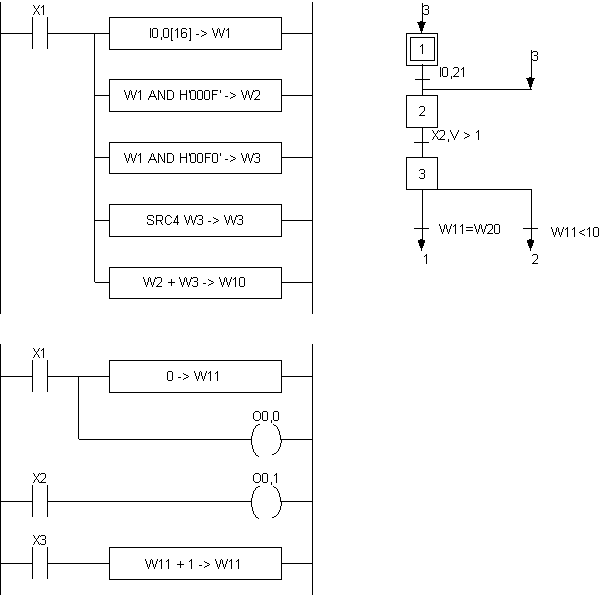 X1
I0,0[16] -> W1
W1 AND H'000F' -> W2
W1 AND H'00F0' -> W3
SRC4 W3 -> W3
W2 + W3 -> W10
3
1
I0,21
3
2
X2,V > 1
3
W11=W20
W11<10
1
2
X1
0 -> W11
O0,0
X2
O0,1
X3
W11 + 1 -> W11